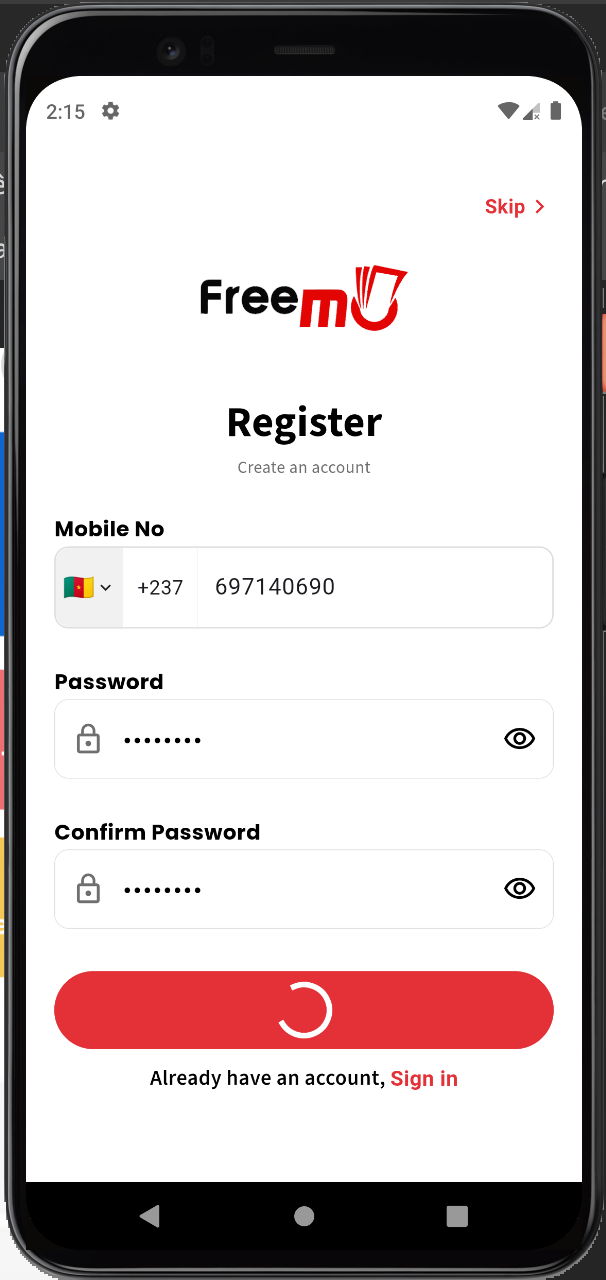 2:15
Skip
Freem
Register
Create an account
Mobile No
+237 697140690
Password
Confirm Password
Already have an account, Sign in